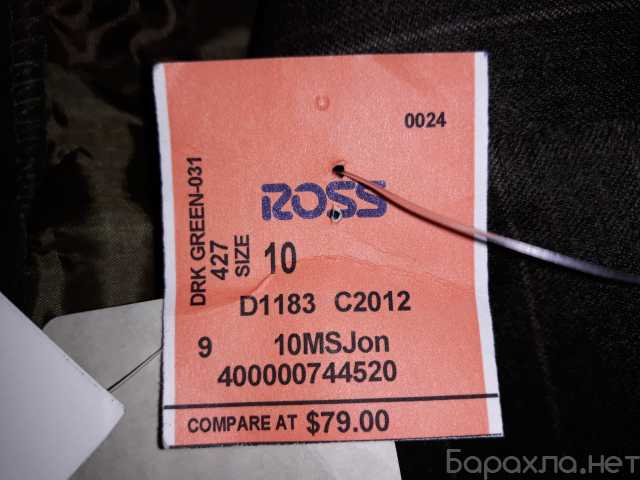 0024
ROSS
DRK GREEN-031
427
SIZE
10
D1183 C2012
9 10MSJon
400000744520
COMPARE AT $79.00
Барахла.нет